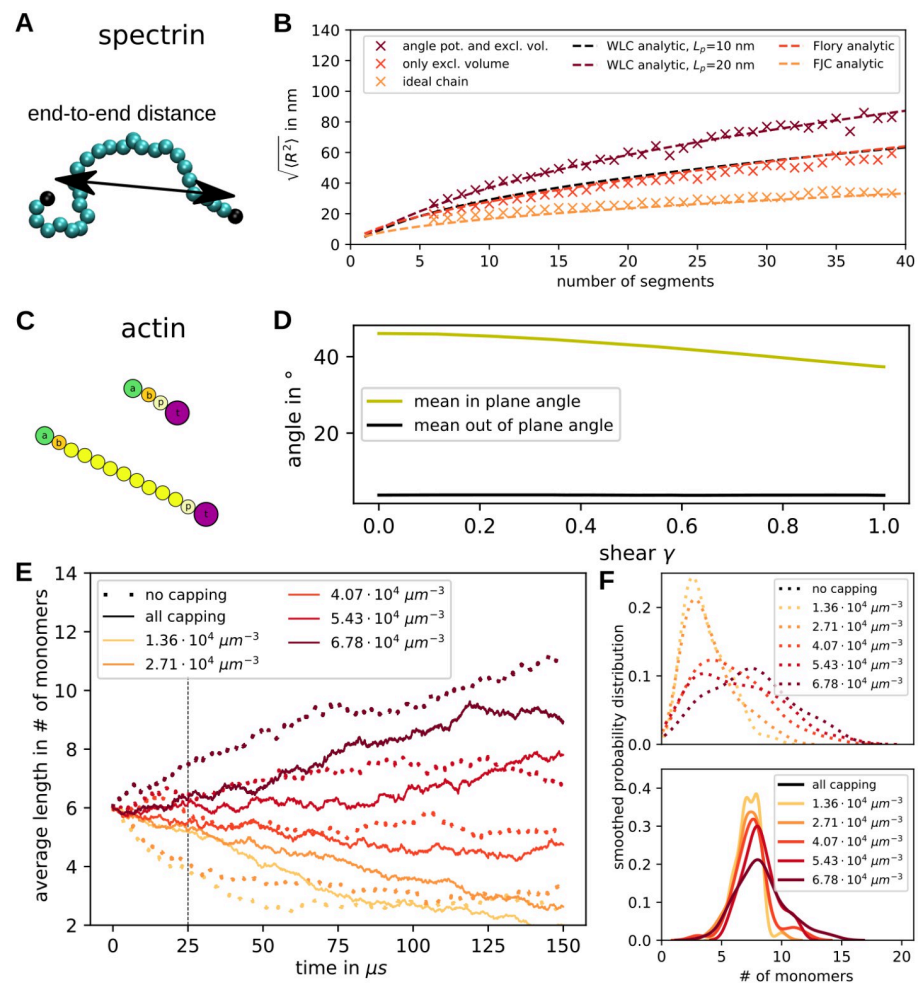 A
spectrin
end-to-end distance
B
140
120
100
80
60
40
20
0
√⟨R²⟩ in nm
angle pot. and excl. vol.
only excl. volume
ideal chain
WLC analytic, Lp=10 nm
WLC analytic, Lp=20 nm
Flory analytic
FJC analytic
0 5 10 15 20 25 30 35 40
number of segments
C
actin
a b p t
a b p t
D
40
20
angle in °
mean in plane angle
mean out of plane angle
0.0 0.2 0.4 0.6 0.8 1.0
shear γ
E
14
12
10
8
6
4
2
average length in # of monomers
no capping
all capping
1.36 · 10⁴ μm⁻³
2.71 · 10⁴ μm⁻³
4.07 · 10⁴ μm⁻³
5.43 · 10⁴ μm⁻³
6.78 · 10⁴ μm⁻³
0 25 50 75 100 125 150
time in μs
F
smoothed probability distribution
0.2
0.1
0.0
no capping
1.36 · 10⁴ μm⁻³
2.71 · 10⁴ μm⁻³
4.07 · 10⁴ μm⁻³
5.43 · 10⁴ μm⁻³
6.78 · 10⁴ μm⁻³
0.4
0.3
0.2
0.1
0.0
all capping
1.36 · 10⁴ μm⁻³
2.71 · 10⁴ μm⁻³
4.07 · 10⁴ μm⁻³
5.43 · 10⁴ μm⁻³
6.78 · 10⁴ μm⁻³
0 5 10 15 20
# of monomers